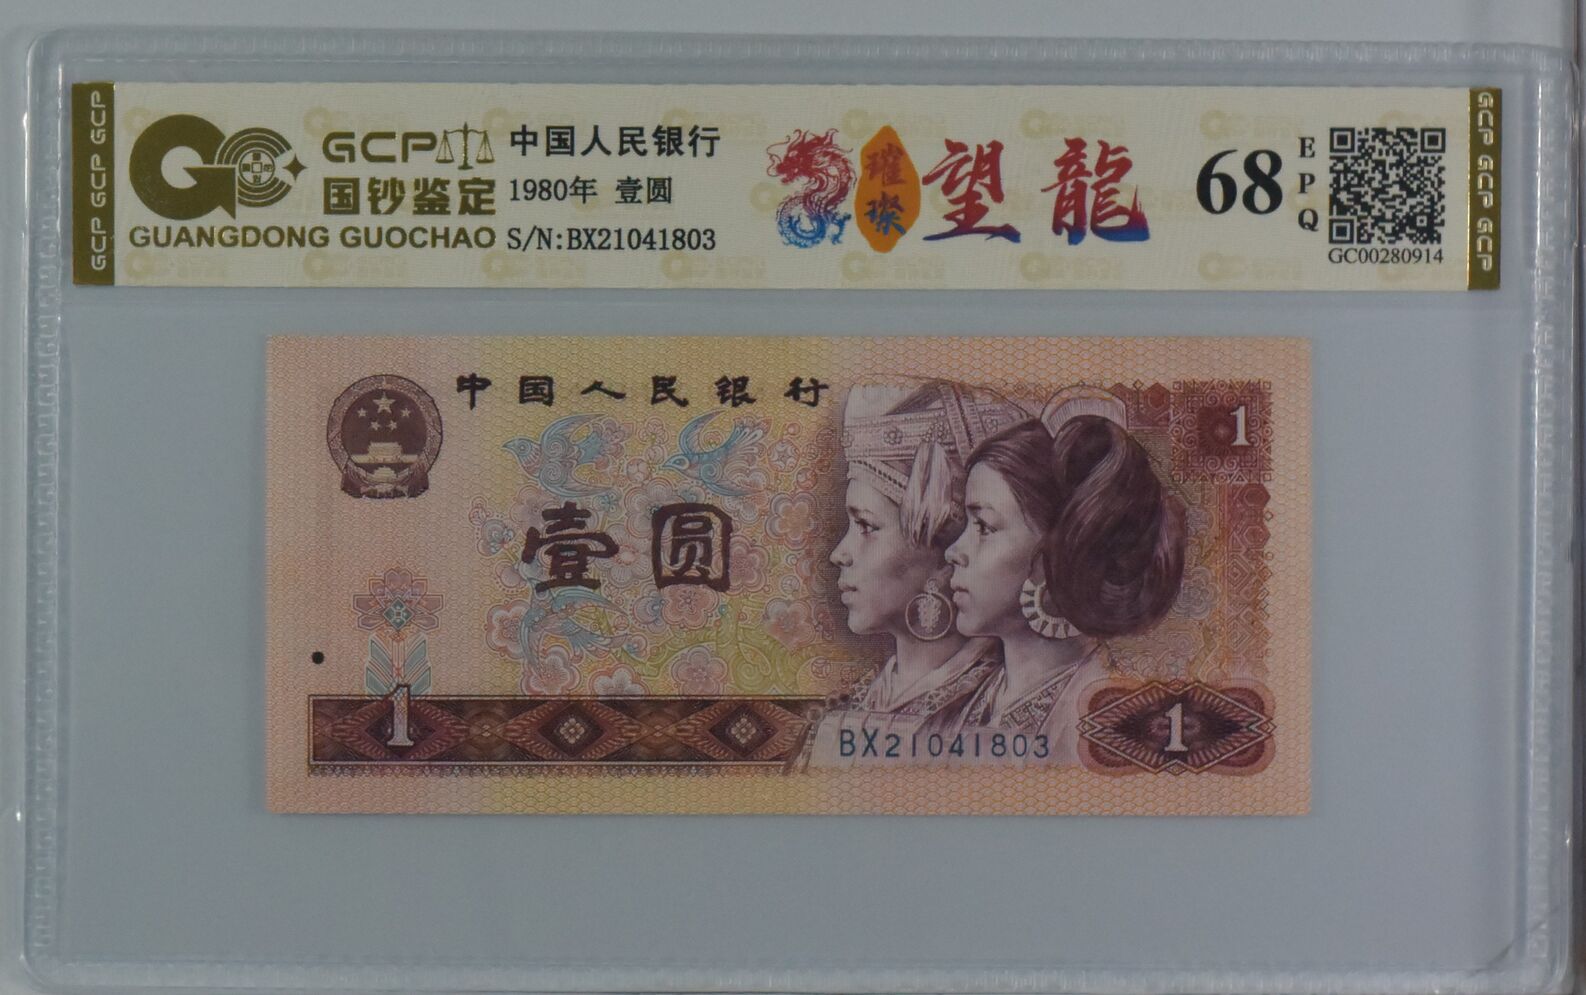 GCP GCP GCP
GCP
国钞鉴定
GUANGDONG GUOCHAO
中国人民银行
1980年 壹圆
S/N:BX21041803
璀璨
望龍
68
EPQ
GC00280914
GCP GCP GCP
中国人民银行
1
壹圆
1
BX21041803
1